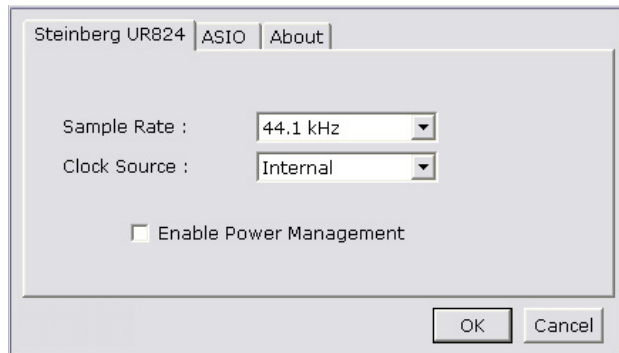 Steinberg UR824 ASIO About
Sample Rate : 44.1 kHz
Clock Source : Internal
Enable Power Management
OK Cancel